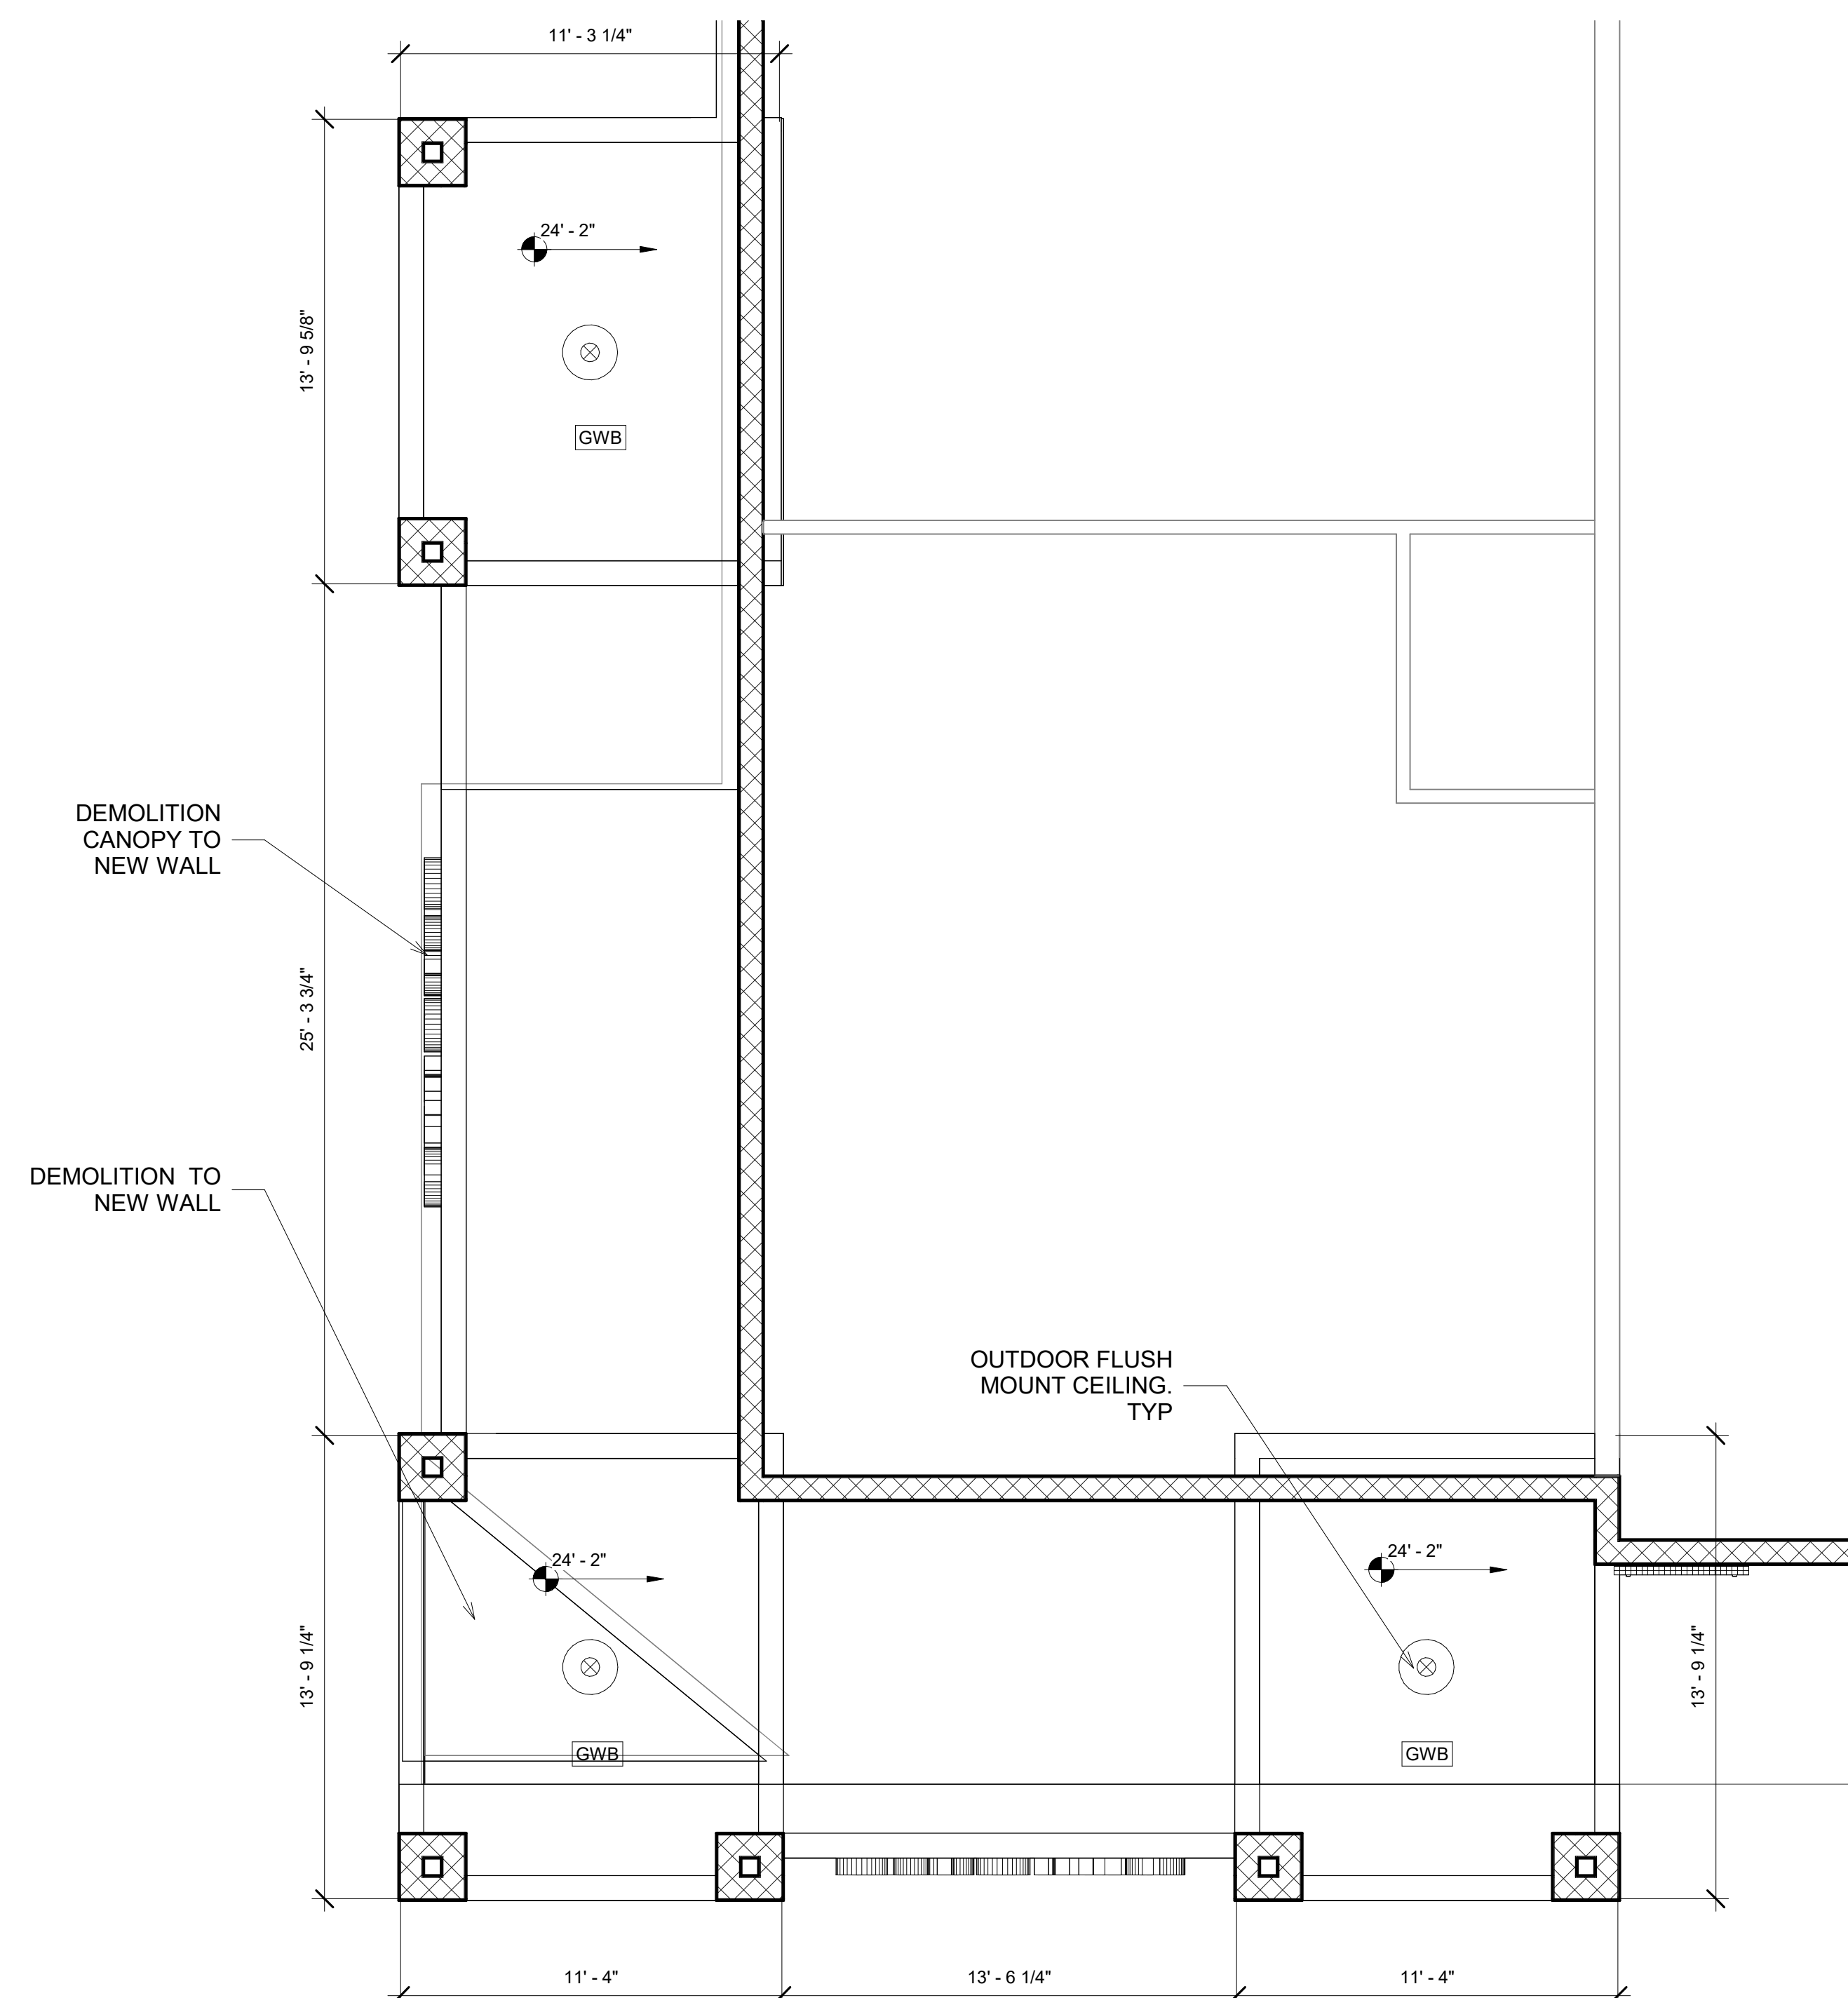 11' - 3 1/4"
24' - 2"
13' - 9 5/8"
GWB
DEMOLITION
CANOPY TO
NEW WALL
25' - 3 3/4"
DEMOLITION  TO
NEW WALL
OUTDOOR FLUSH
MOUNT CEILING.
TYP
24' - 2"
24' - 2"
13' - 9 1/4"
13' - 9 1/4"
GWB
GWB
11' - 4"
13' - 6 1/4"
11' - 4"